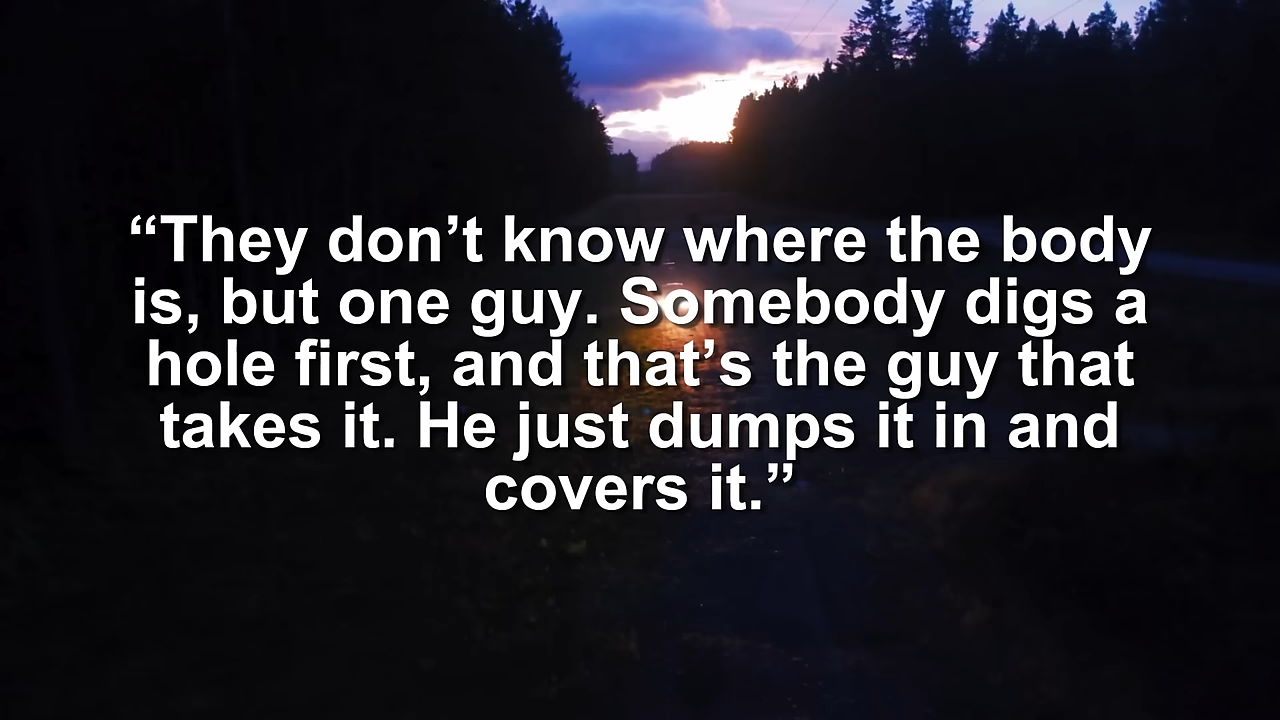 “They don’t know where the body
is, but one guy. Somebody digs a
hole first, and that’s the guy that
takes it. He just dumps it in and
covers it.”